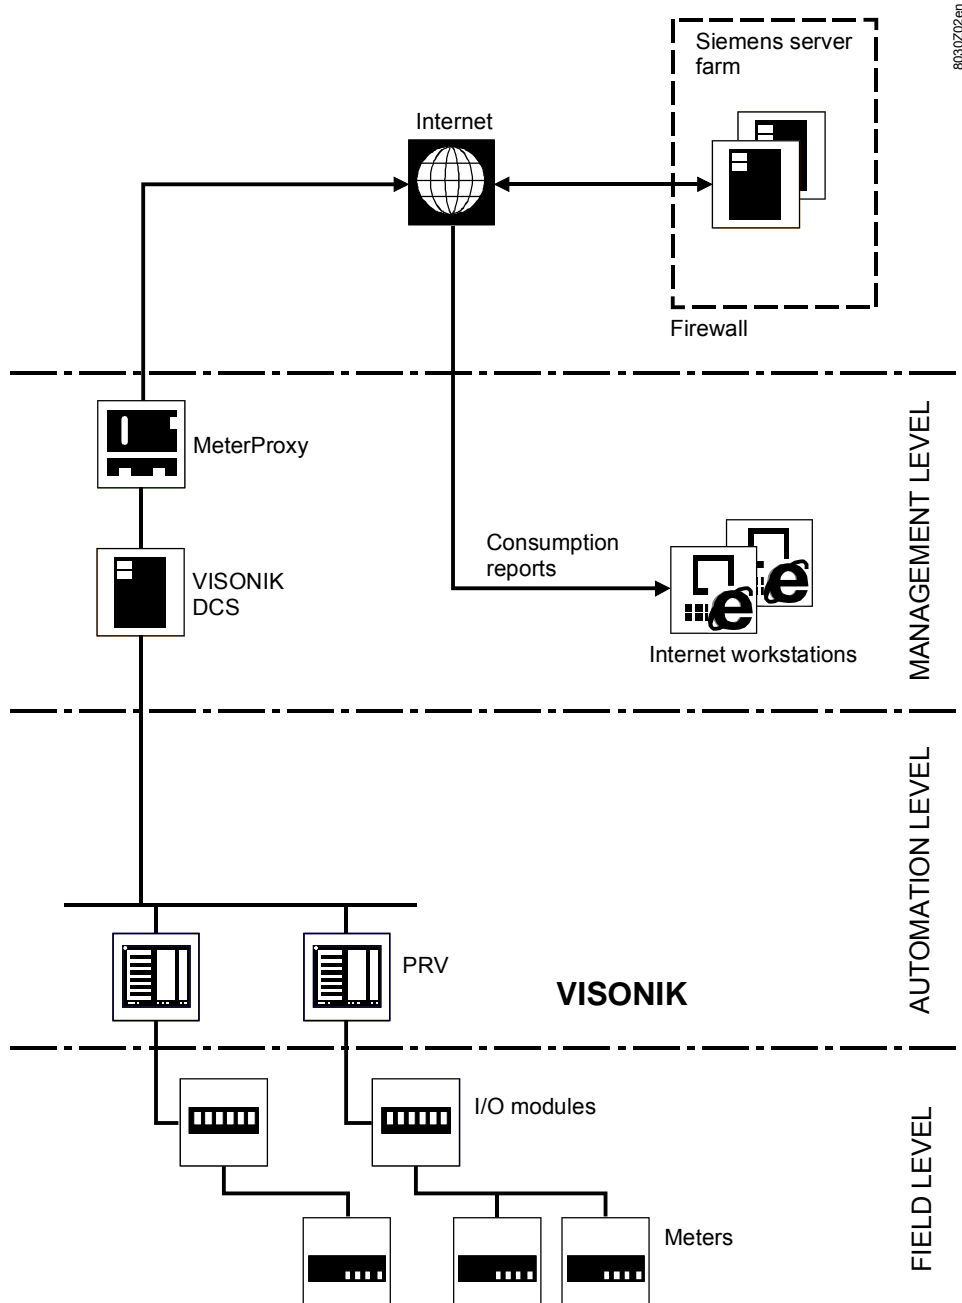 8030Z02en
Siemens server
farm
Internet
Firewall
MeterProxy
MANAGEMENT LEVEL
Consumption
reports
VISONIK
DCS
Internet workstations
AUTOMATION LEVEL
PRV
VISONIK
I/O modules
FIELD LEVEL
Meters